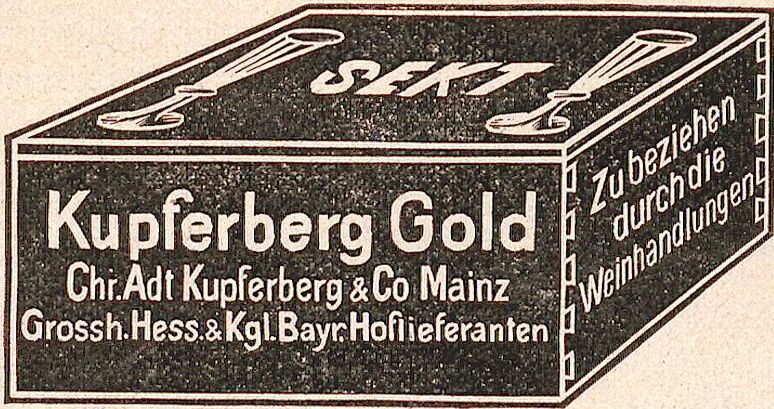 SEKT
Kupferberg Gold
Chr. Adt Kupferberg & Co Mainz
Grossh. Hess. & Kgl. Bayr. Hoflieferanten
Zu beziehen
durch die
Weinhandlungen